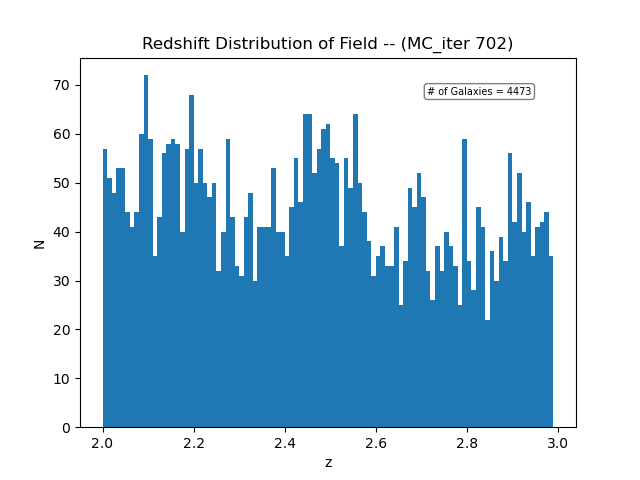 Redshift Distribution of Field -- (MC_iter 702)
# of Galaxies = 4473
70
60
50
40
30
20
10
0
N
2.0 2.2 2.4 2.6 2.8 3.0
z